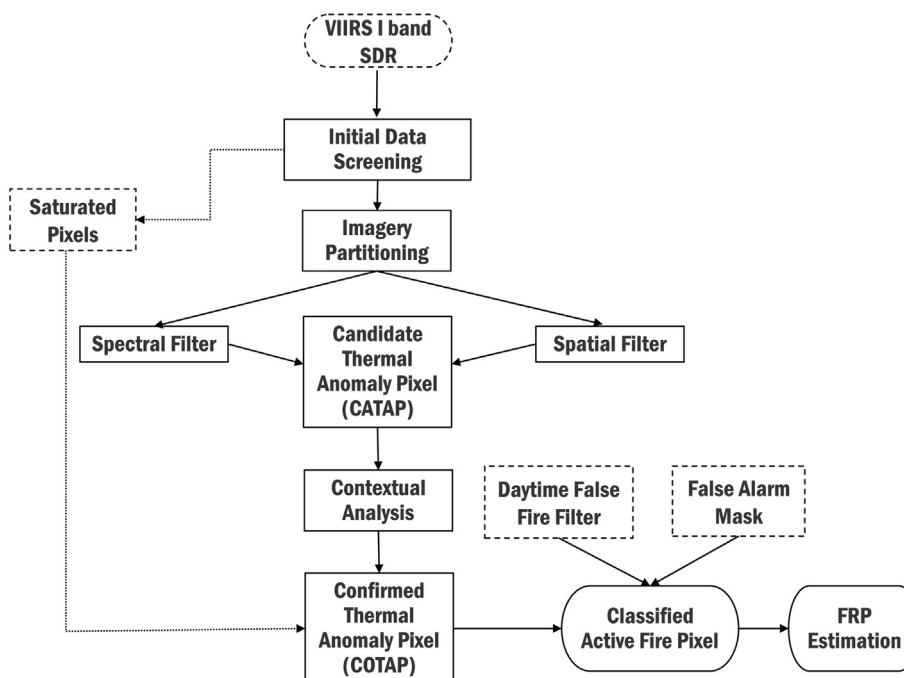 VIIRS I band
SDR
Initial Data
Screening
Saturated
Pixels
Imagery
Partitioning
Spectral Filter
Candidate
Thermal
Anomaly Pixel
(CATAP)
Spatial Filter
Contextual
Analysis
Daytime False
Fire Filter
False Alarm
Mask
Confirmed
Thermal
Anomaly Pixel
(COTAP)
Classified
Active Fire Pixel
FRP
Estimation